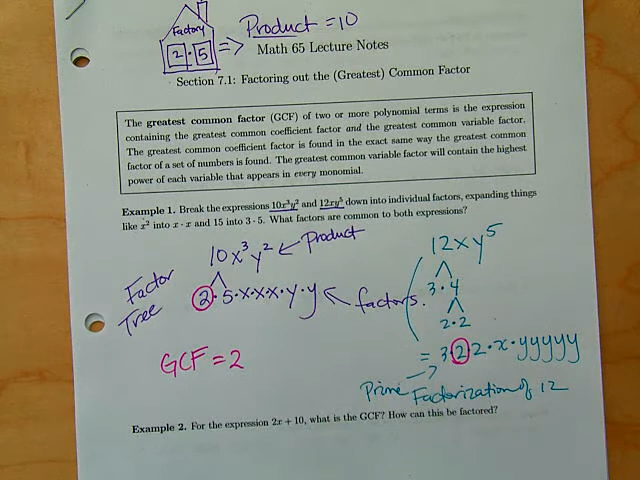 Factory
2 · 5 => Product = 10
Math 65 Lecture Notes
Section 7.1: Factoring out the (Greatest) Common Factor
The greatest common factor (GCF) of two or more polynomial terms is the expression
containing the greatest common coefficient factor and the greatest common variable factor.
The greatest common coefficient factor is found in the exact same way the greatest common
factor of a set of numbers is found. The greatest common variable factor will contain the highest
power of each variable that appears in every monomial.
Example 1. Break the expressions 10x³y² and 12xy⁵ down into individual factors, expanding things
like x² into x · x and 15 into 3 · 5. What factors are common to both expressions?
10x³y² ← Product
Factor Tree
2·5·x·x·x·y·y ← factors.
GCF = 2
12xy⁵
3·4
2·2
= 3·2·2·x·yyyyy
Prime Factorization of 12
Example 2. For the expression 2x + 10, what is the GCF? How can this be factored?